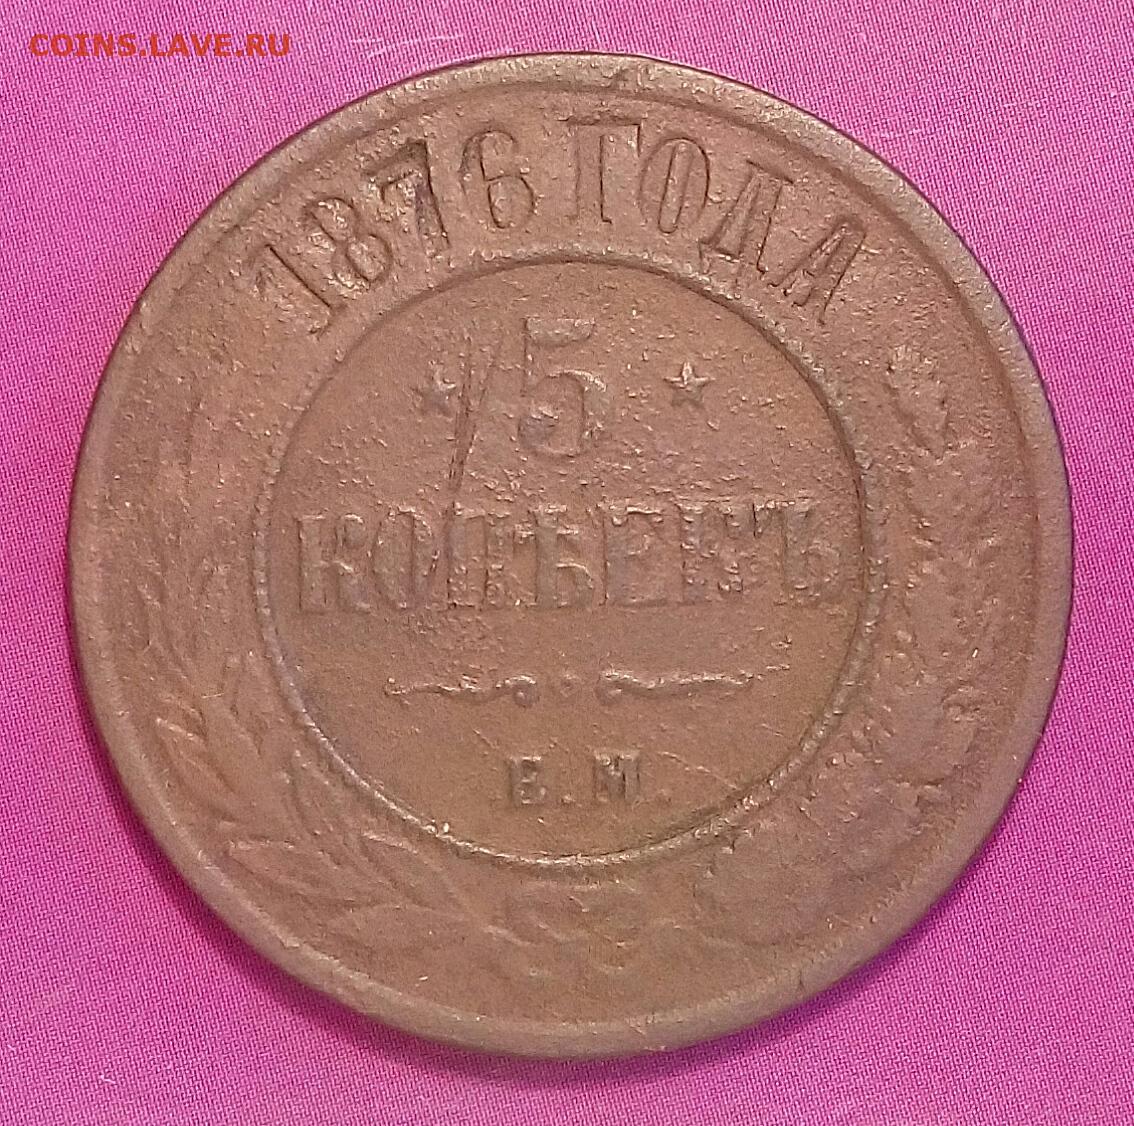 COINS.LAVE.RU
1876 ГОДА
5
КОПѢЕКЪ
Е.М.